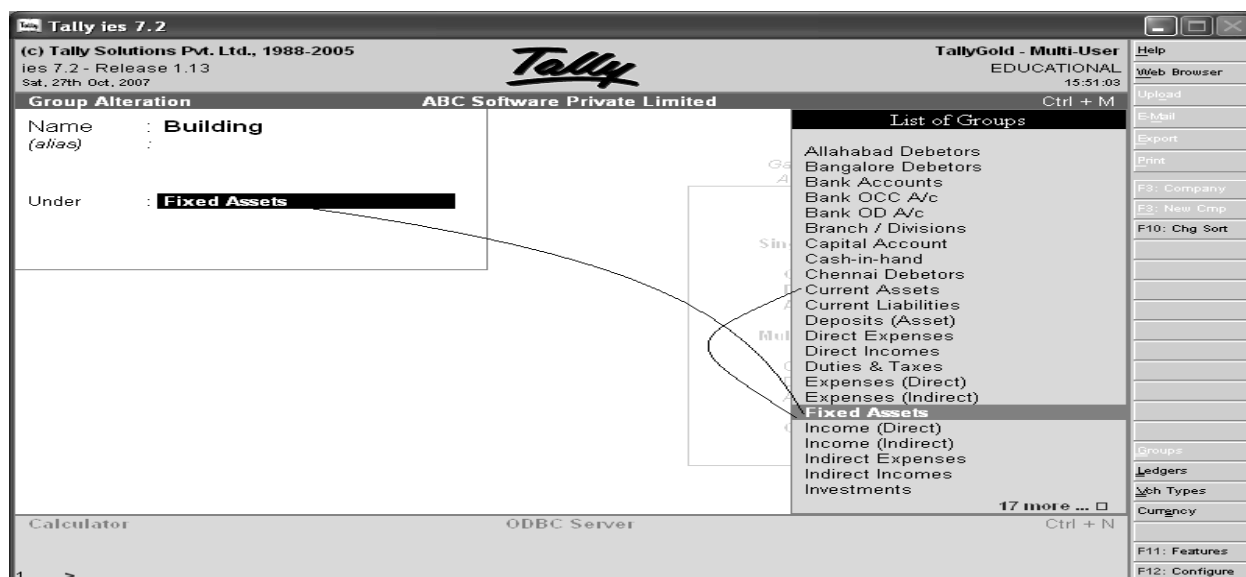 Tally ies 7.2
(c) Tally Solutions Pvt. Ltd., 1988-2005
ies 7.2 - Release 1.13
Sat, 27th Oct, 2007
Tally
TallyGold - Multi-User
EDUCATIONAL
15:51:03
Group Alteration
ABC Software Private Limited
Ctrl + M
Name : Building
(alias) :
Under : Fixed Assets
List of Groups
Allahabad Debetors
Bangalore Debetors
Bank Accounts
Bank OCC A/c
Bank OD A/c
Branch / Divisions
Capital Account
Cash-in-hand
Chennai Debetors
Current Assets
Current Liabilities
Deposits (Asset)
Direct Expenses
Direct Incomes
Duties & Taxes
Expenses (Direct)
Expenses (Indirect)
Fixed Assets
Income (Direct)
Income (Indirect)
Indirect Expenses
Indirect Incomes
Investments
17 more ...
Calculator
ODBC Server
Ctrl + N
1 >
Help
Web Browser
Upload
E-Mail
Export
Print
F3: Company
F3: New Cmp
F10: Chg Sort
Groups
Ledgers
Vch Types
Currency
F11: Features
F12: Configure